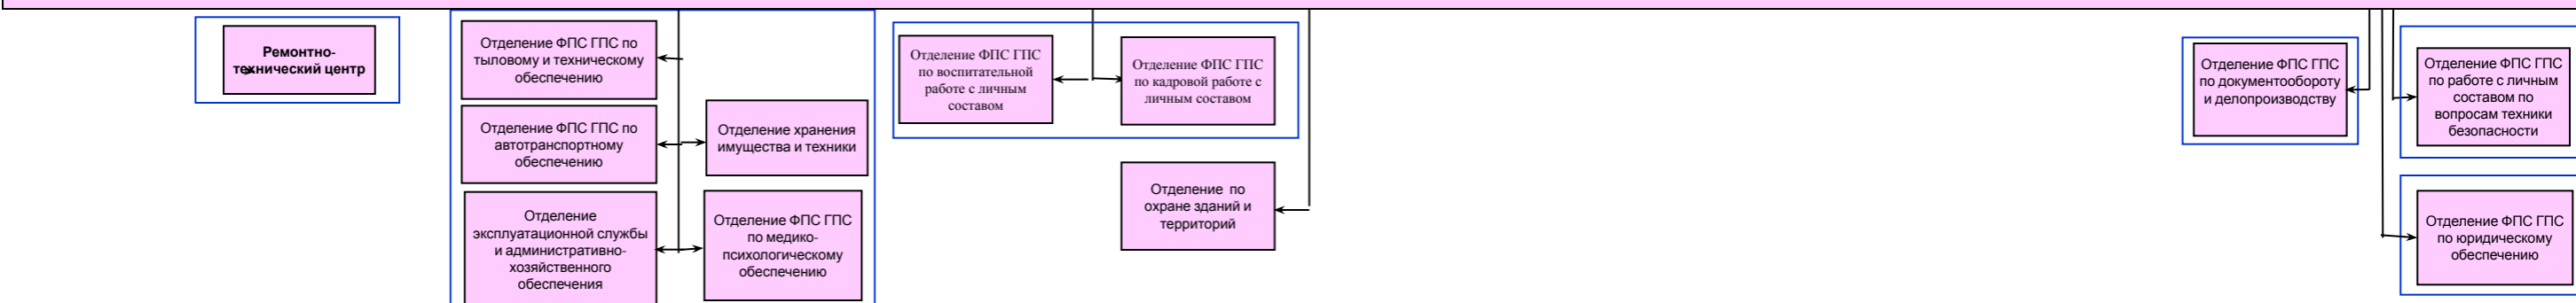 Ремонтно-
технический центр
Отделение ФПС ГПС по
тыловому и техническому
обеспечению
Отделение ФПС ГПС по
автотранспортному
обеспечению
Отделение
эксплуатационной службы
и административно-
хозяйственного
обеспечения
Отделение хранения
имущества и техники
Отделение ФПС ГПС
по медико-
психологическому
обеспечению
Отделение ФПС ГПС
по воспитательной
работе с личным
составом
Отделение ФПС ГПС
по кадровой работе с
личным составом
Отделение по
охране зданий и
территорий
Отделение ФПС ГПС
по документообороту
и делопроизводству
Отделение ФПС ГПС
по работе с личным
составом по
вопросам техники
безопасности
Отделение ФПС ГПС
по юридическому
обеспечению